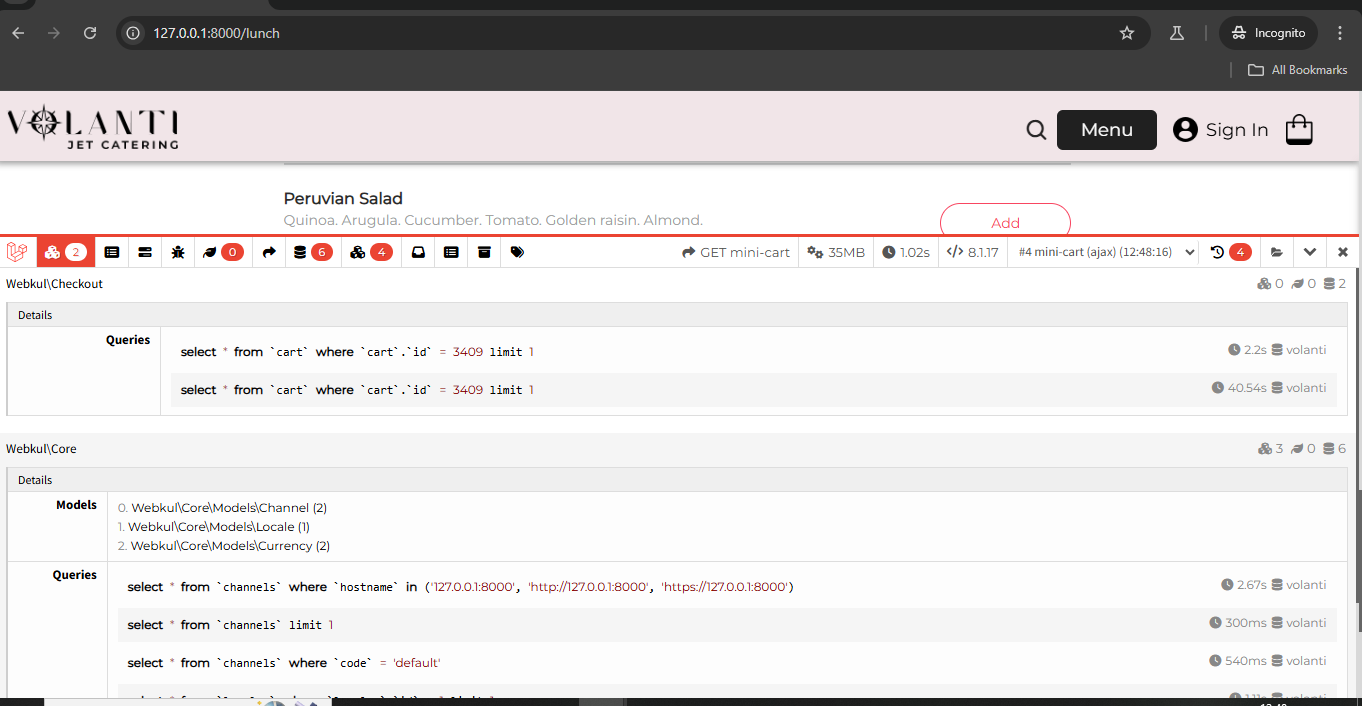 127.0.0.1:8000/lunch
Incognito
All Bookmarks
VOLANTI
JET CATERING
Menu
Sign In
Peruvian Salad
Quinoa. Arugula. Cucumber. Tomato. Golden raisin. Almond.
Add
2
0
6
4
GET mini-cart
35MB
1.02s
8.1.17
#4 mini-cart (ajax) (12:48:16)
4
Webkul\Checkout
0 0 2
Details
Queries
select * from `cart` where `cart`.`id` = 3409 limit 1
2.2s volanti
select * from `cart` where `cart`.`id` = 3409 limit 1
40.54s volanti
Webkul\Core
3 0 6
Details
Models
0. Webkul\Core\Models\Channel (2)
1. Webkul\Core\Models\Locale (1)
2. Webkul\Core\Models\Currency (2)
Queries
select * from `channels` where `hostname` in ('127.0.0.1:8000', 'http://127.0.0.1:8000', 'https://127.0.0.1:8000')
2.67s volanti
select * from `channels` limit 1
300ms volanti
select * from `channels` where `code` = 'default'
540ms volanti